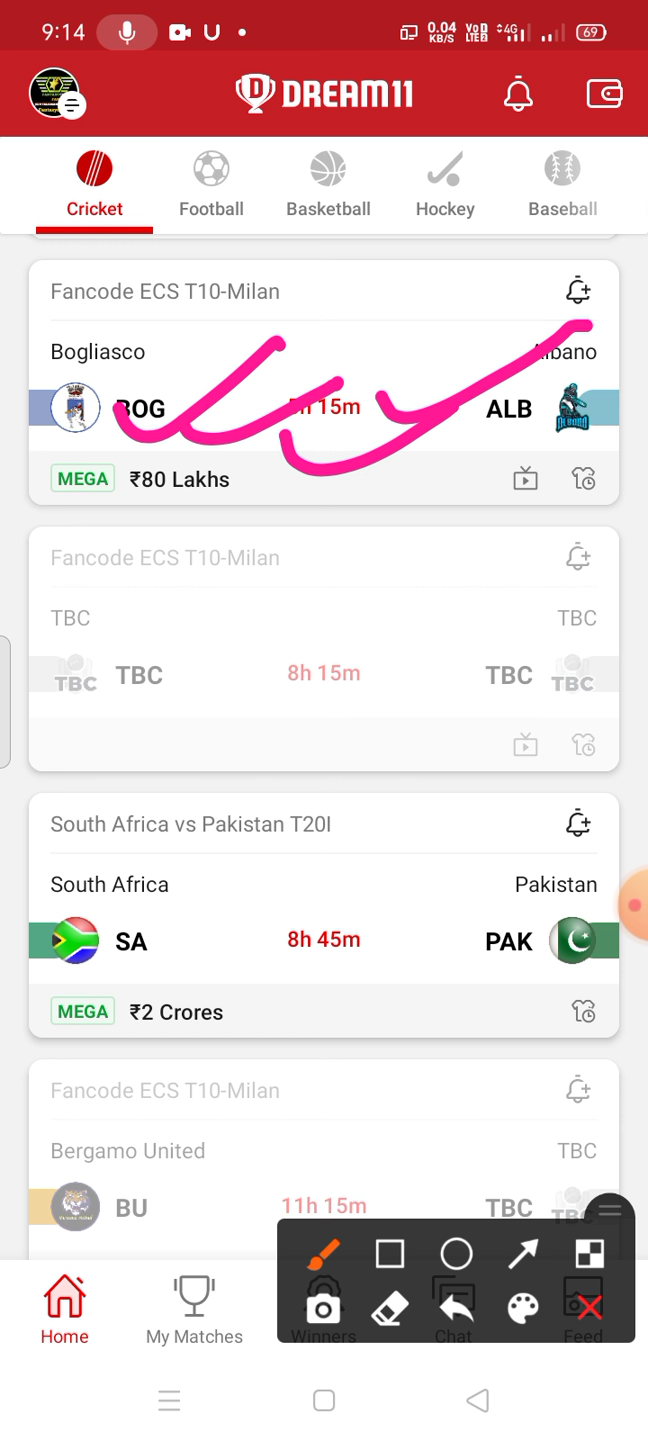 9:14 U 0.04 KB/S VoD LTE2 4G 69
DREAM11
Cricket Football Basketball Hockey Baseball
Fancode ECS T10-Milan
Bogliasco
BOG 15m ALB
MEGA ₹80 Lakhs
Fancode ECS T10-Milan
TBC TBC
TBC TBC 8h 15m TBC TBC
South Africa vs Pakistan T20I
South Africa Pakistan
SA 8h 45m PAK
MEGA ₹2 Crores
Fancode ECS T10-Milan
Bergamo United TBC
BU 11h 15m TBC
Home My Matches Winners Chat Feed